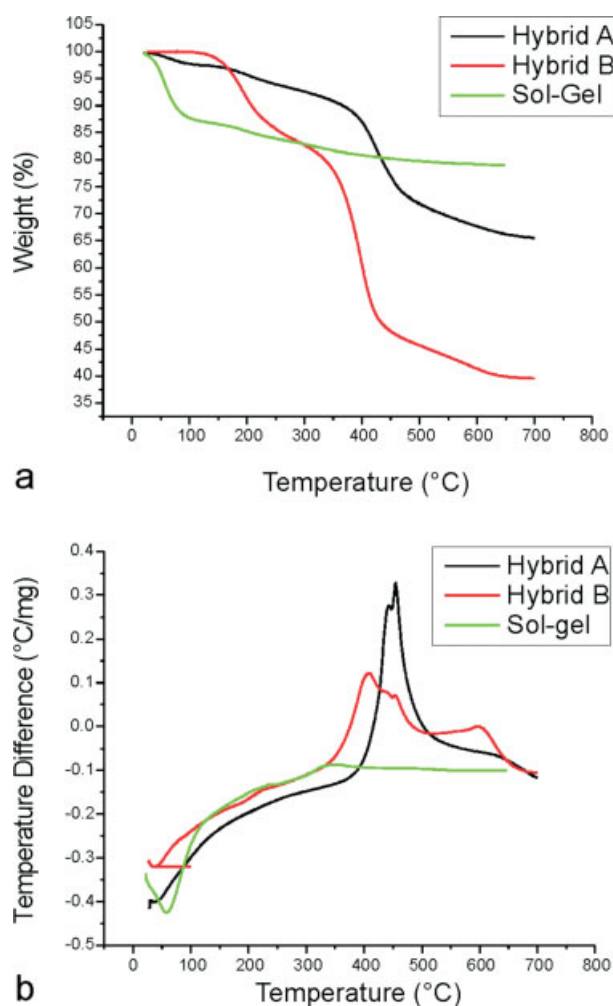 100
95
90
85
80
75
70
65
60
55
50
45
40
35
Weight (%)
Hybrid A
Hybrid B
Sol-Gel
0 100 200 300 400 500 600 700 800
a
Temperature (°C)
0.4
0.3
0.2
0.1
0.0
-0.1
-0.2
-0.3
-0.4
-0.5
Temperature Difference (°C/mg)
Hybrid A
Hybrid B
Sol-gel
0 100 200 300 400 500 600 700 800
b
Temperature (°C)